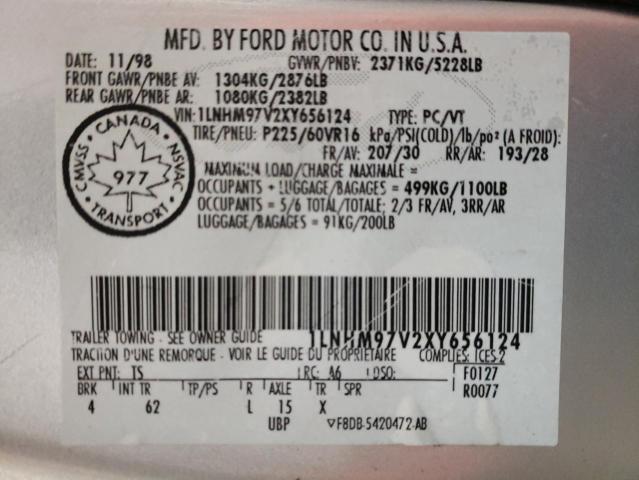 MFD. BY FORD MOTOR CO. IN U.S.A.
DATE: 11/98 GVWR/PNBV: 2371KG/5228LB
FRONT GAWR/PNBE AV: 1304KG/2876LB
REAR GAWR/PNBE AR: 1080KG/2382LB
VIN: 1LNHM97V2XY656124 TYPE: PC/VT
TIRE/PNEU: P225/60VR16 kPa/PSI(COLD)/lb/po² (A FROID):
FR/AV: 207/30 RR/AR: 193/28
CANADA
CMVSS NSVAC
977
TRANSPORT
MAXIMUM LOAD/CHARGE MAXIMALE =
OCCUPANTS + LUGGAGE/BAGAGES = 499KG/1100LB
OCCUPANTS = 5/6 TOTAL/TOTALE: 2/3 FR/AV, 3RR/AR
LUGGAGE/BAGAGES = 91KG/200LB
TRAILER TOWING - SEE OWNER GUIDE 1LNHM97V2XY656124
TRACTION D'UNE REMORQUE - VOIR LE GUIDE DU PROPRIÉTAIRE COMPLIES: ICES-2
EXT PNT: TS RC: A6 DSO: F0127
BRK INT TR TP/PS R AXLE TR SPR R0077
4 62 L 15 X
UBP ▽F8DB-5420472-AB